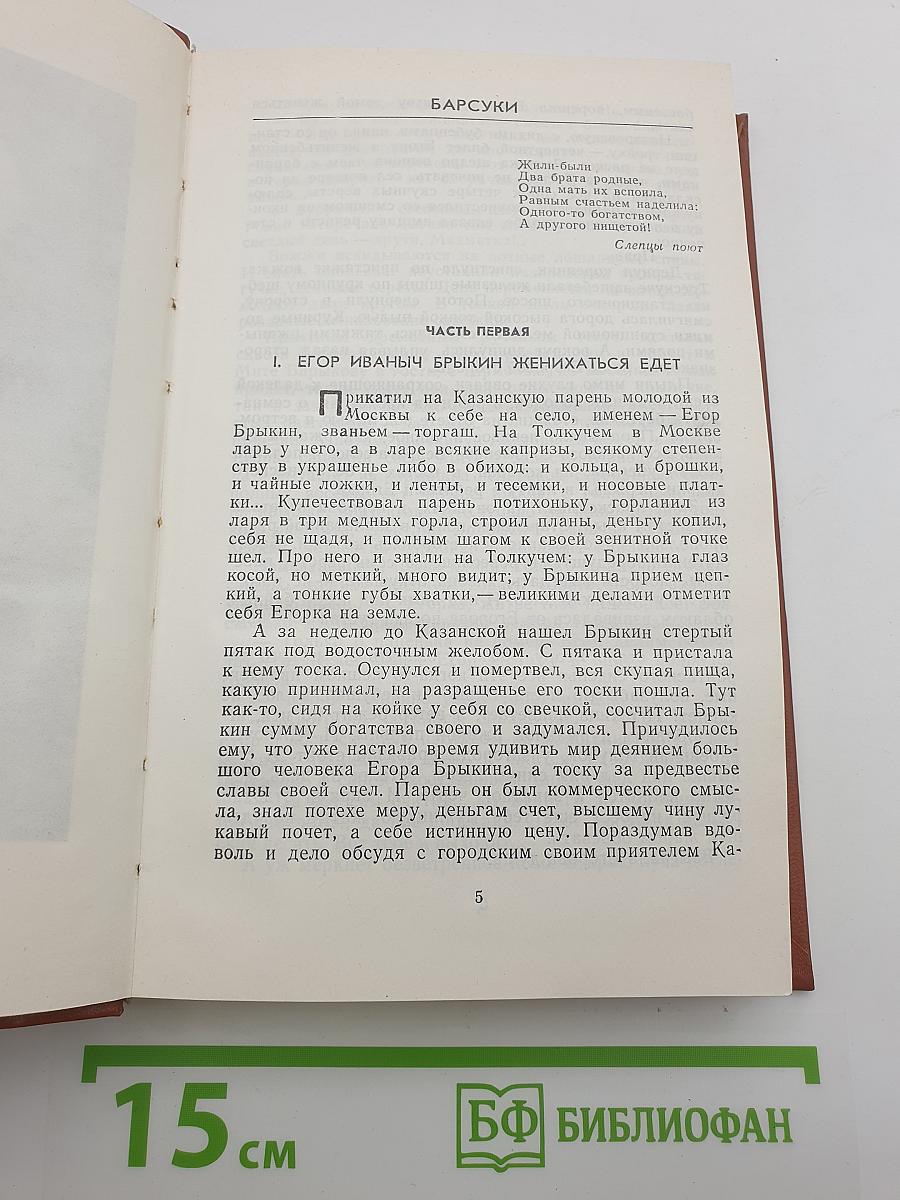 БАРСУКИ
Жили-были
Два брата родные,
Одна мать их вспоила,
Равным счастьем наделила:
Одного-то богатством,
А другого нищетой!
Слепцы поют
ЧАСТЬ ПЕРВАЯ
I. ЕГОР ИВАНЫЧ БРЫКИН ЖЕНИХАТЬСЯ ЕДЕТ
Прикатил на Казанскую парень молодой из
Москвы к себе на село, именем — Егор
Брыкин, званьем — торгаш. На Толкучем в Москве
ларь у него, а в ларе всякие капризы, всякому степен-
ству в украшенье либо в обиход: и кольца, и брошки,
и чайные ложки, и ленты, и тесемки, и носовые плат-
ки... Купечествовал парень потихоньку, горланил из
ларя в три медных горла, строил планы, деньгу копил,
себя не щадя, и полным шагом к своей зенитной точке
шел. Про него и знали на Толкучем: у Брыкина глаз
косой, но меткий, много видит; у Брыкина прием цеп-
кий, а тонкие губы хватки,— великими делами отметит
себя Егорка на земле.
А за неделю до Казанской нашел Брыкин стертый
пятак под водосточным желобом. С пятака и пристала
к нему тоска. Осунулся и помертвел, вся скупая пища,
какую принимал, на разращенье его тоски пошла. Тут
как-то, сидя на койке у себя со свечкой, сосчитал Бры-
кин сумму богатства своего и задумался. Причудилось
ему, что уже настало время удивить мир деянием боль-
шого человека Егора Брыкина, а тоску за предвестье
славы своей счел. Парень он был коммерческого смыс-
ла, знал потехе меру, деньгам счет, высшему чину лу-
кавый почет, а себе истинную цену. Пораздумав вдо-
воль и дело обсудя с городским своим приятелем Ка-
5
15 см
БФ БИБЛИОФАН